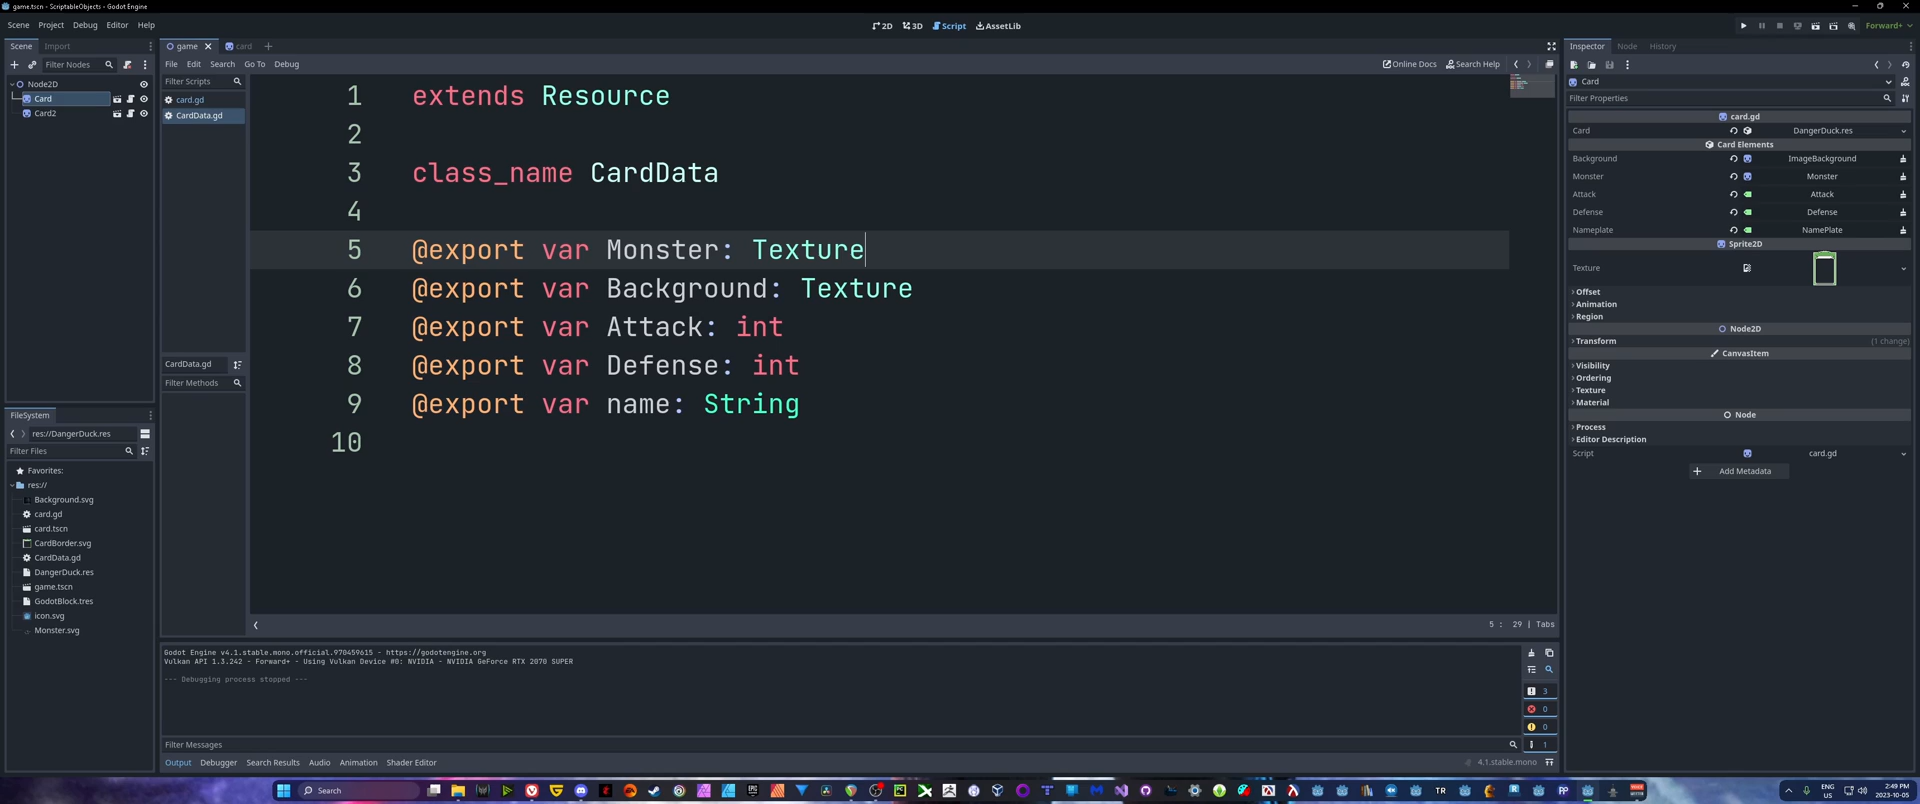 game.tscn - ScriptableObjects - Godot Engine
Scene Project Debug Editor Help
2D 3D Script AssetLib
Forward+
Scene Import
Filter Nodes
Node2D
Card
Card2
FileSystem
res://DangerDuck.res
Filter Files
Favorites:
res://
Background.svg
card.gd
card.tscn
CardBorder.svg
CardData.gd
DangerDuck.res
game.tscn
GodotBlock.tres
icon.svg
Monster.svg
game card
File Edit Search Go To Debug
Online Docs Search Help
Filter Scripts
card.gd
CardData.gd
CardData.gd
Filter Methods
1 extends Resource
2
3 class_name CardData
4
5 @export var Monster: Texture
6 @export var Background: Texture
7 @export var Attack: int
8 @export var Defense: int
9 @export var name: String
10
5 : 29 | Tabs
Godot Engine v4.1.stable.mono.official.970459615 - https://godotengine.org
Vulkan API 1.3.242 - Forward+ - Using Vulkan Device #0: NVIDIA - NVIDIA GeForce RTX 2070 SUPER
--- Debugging process stopped ---
3
0
0
1
Filter Messages
Output Debugger Search Results Audio Animation Shader Editor
4.1.stable.mono
Inspector Node History
Card
Filter Properties
card.gd
Card DangerDuck.res
Card Elements
Background ImageBackground
Monster Monster
Attack Attack
Defense Defense
Nameplate NamePlate
Sprite2D
Texture
Offset
Animation
Region
Node2D
Transform (1 change)
CanvasItem
Visibility
Ordering
Texture
Material
Node
Process
Editor Description
Script card.gd
Add Metadata
Search
ENG
US
2:49 PM
2023-10-05